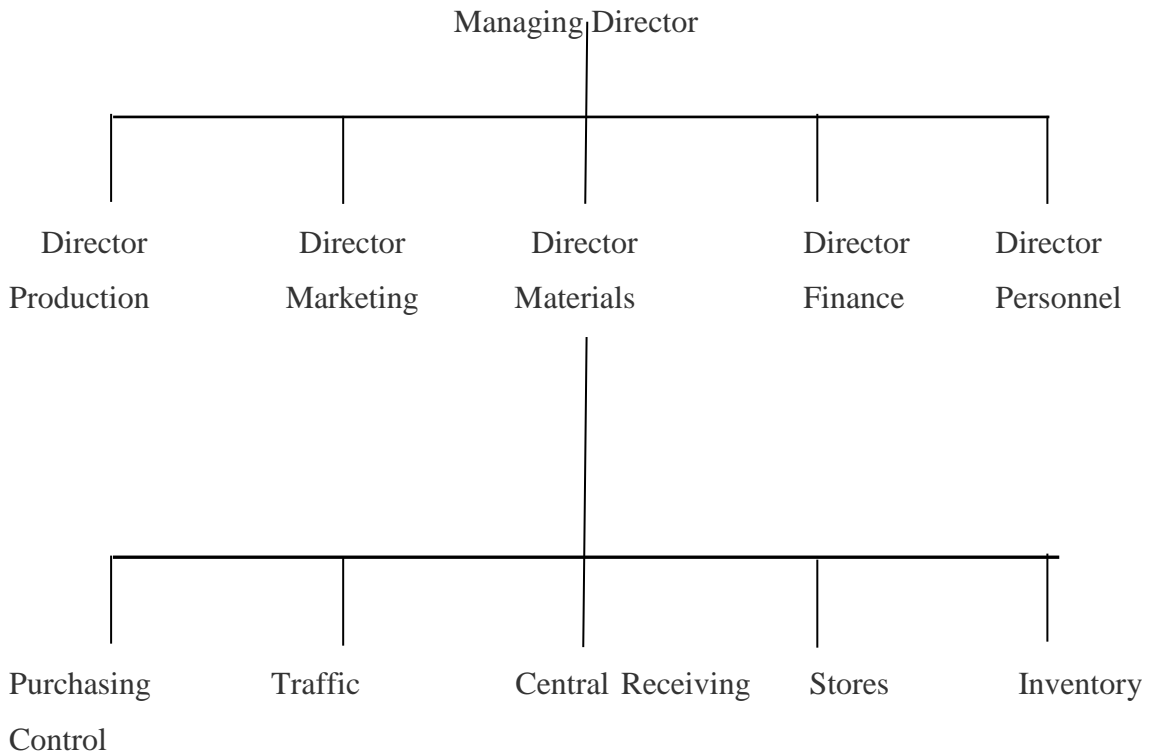 Managing Director
Director Director Director Director Director
Production Marketing Materials Finance Personnel
Purchasing Traffic Central Receiving Stores Inventory
Control